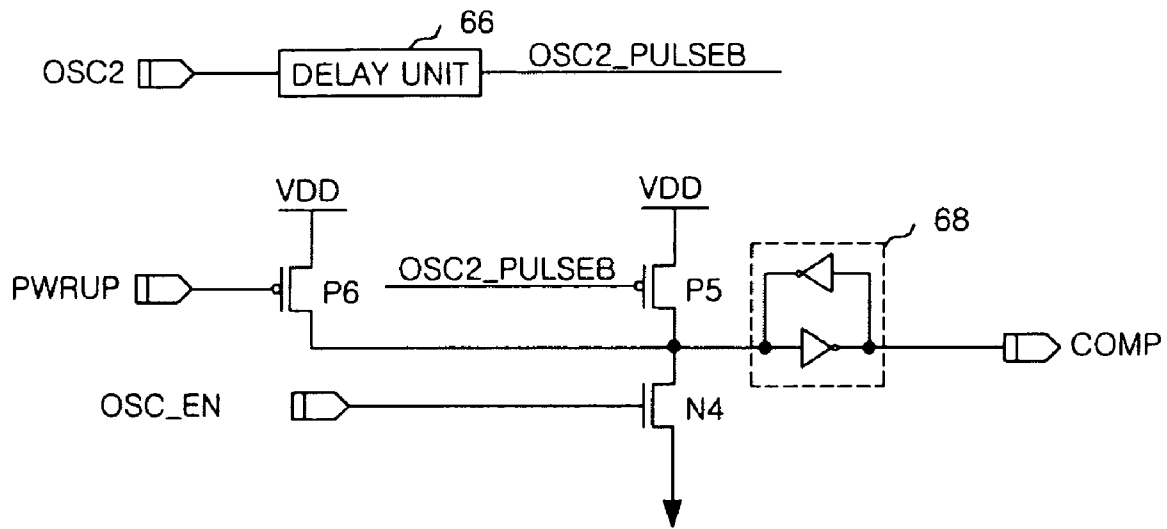 66
OSC2
DELAY UNIT
OSC2_PULSEB
VDD
VDD
68
PWRUP
P6
OSC2_PULSEB
P5
COMP
OSC_EN
N4